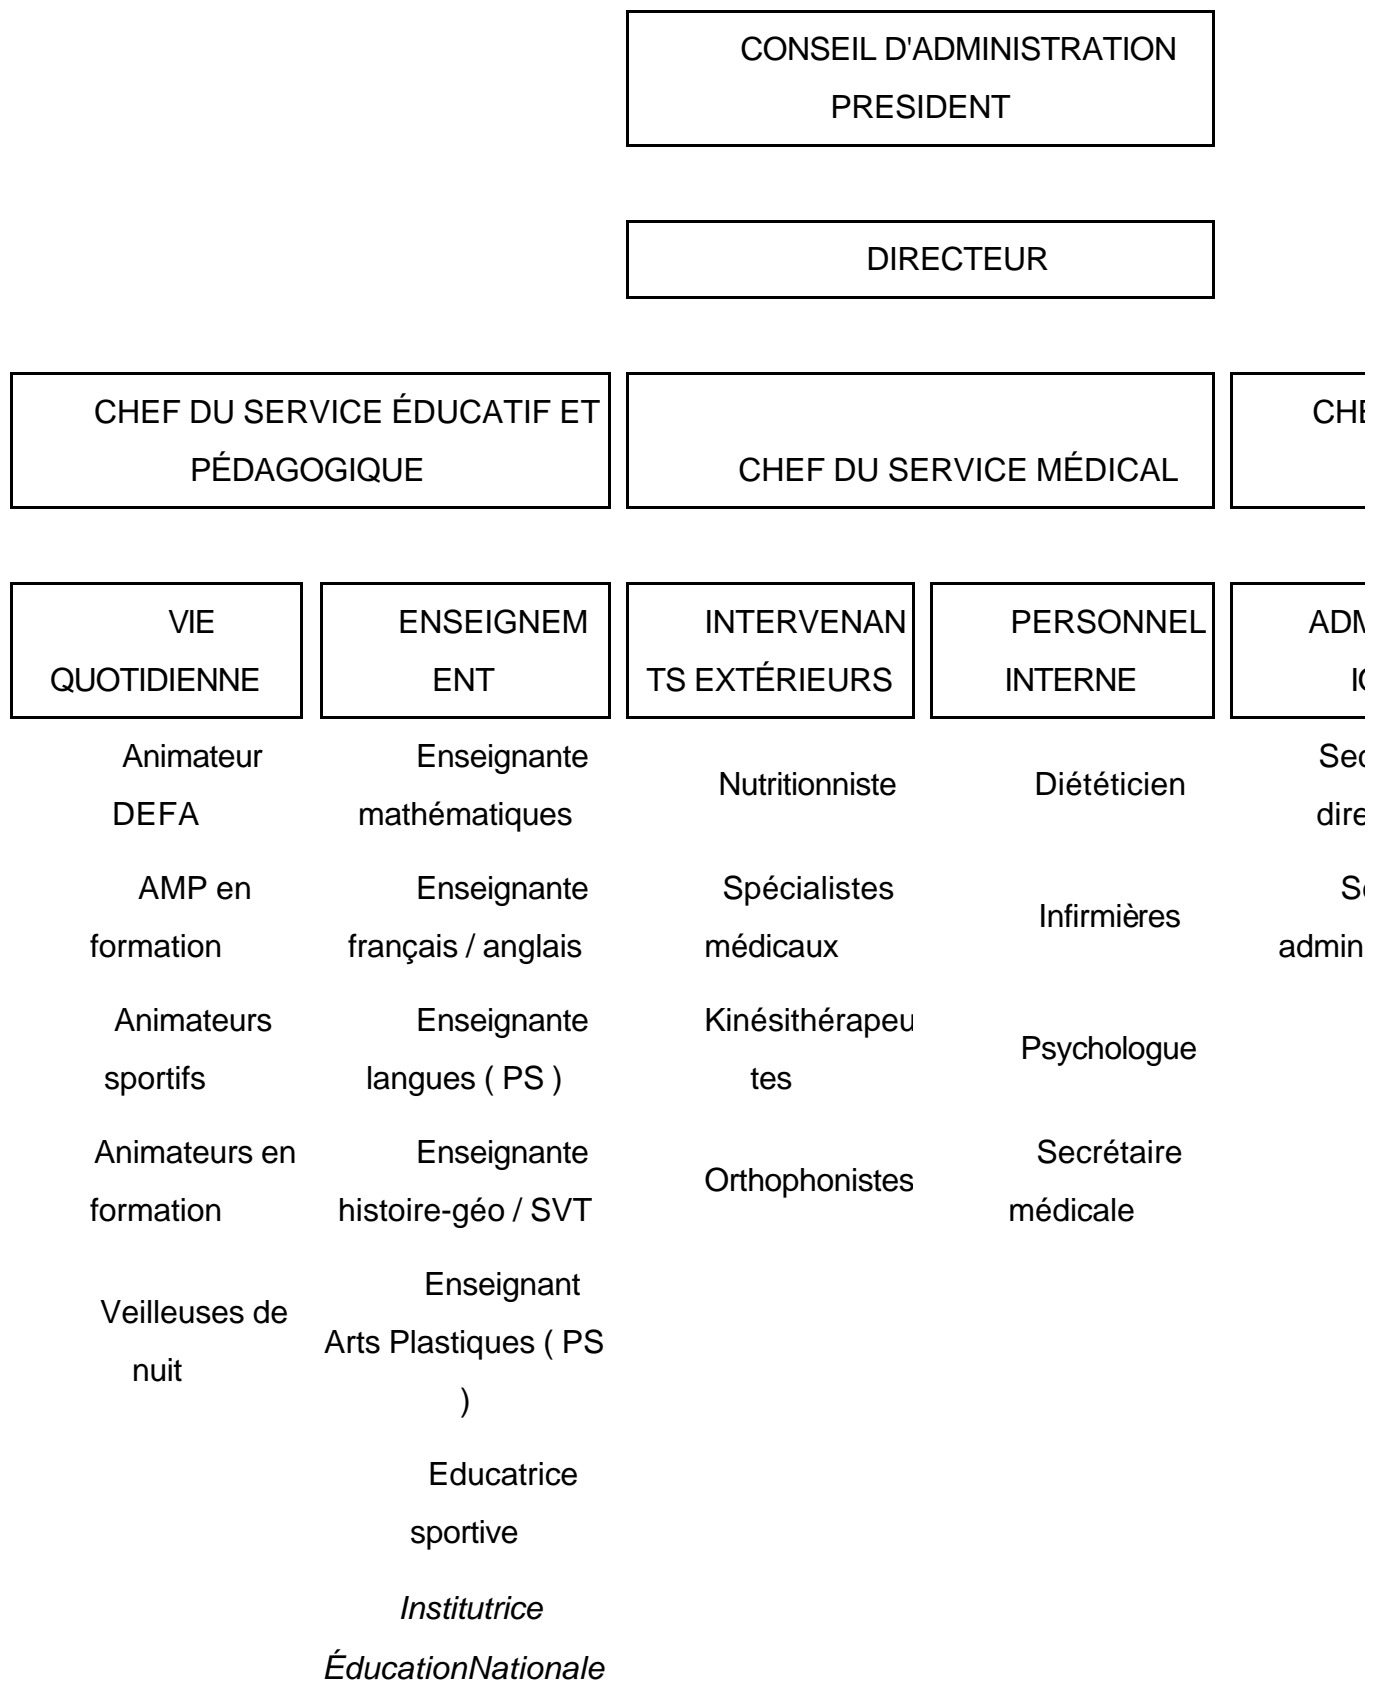 CONSEIL D'ADMINISTRATION
PRESIDENT
DIRECTEUR
CHEF DU SERVICE ÉDUCATIF ET
PÉDAGOGIQUE
CHEF DU SERVICE MÉDICAL
VIE
QUOTIDIENNE
ENSEIGNEM
ENT
INTERVENAN
TS EXTÉRIEURS
PERSONNEL
INTERNE
Animateur
DEFA
AMP en
formation
Animateurs
sportifs
Animateurs en
formation
Veilleuses de
nuit
Enseignante
mathématiques
Enseignante
français / anglais
Enseignante
langues ( PS )
Enseignante
histoire-géo / SVT
Enseignant
Arts Plastiques ( PS
)
Educatrice
sportive
Institutrice
ÉducationNationale
Nutritionniste
Spécialistes
médicaux
Kinésithérapeu
tes
Orthophonistes
Diététicien
Infirmières
Psychologue
Secrétaire
médicale